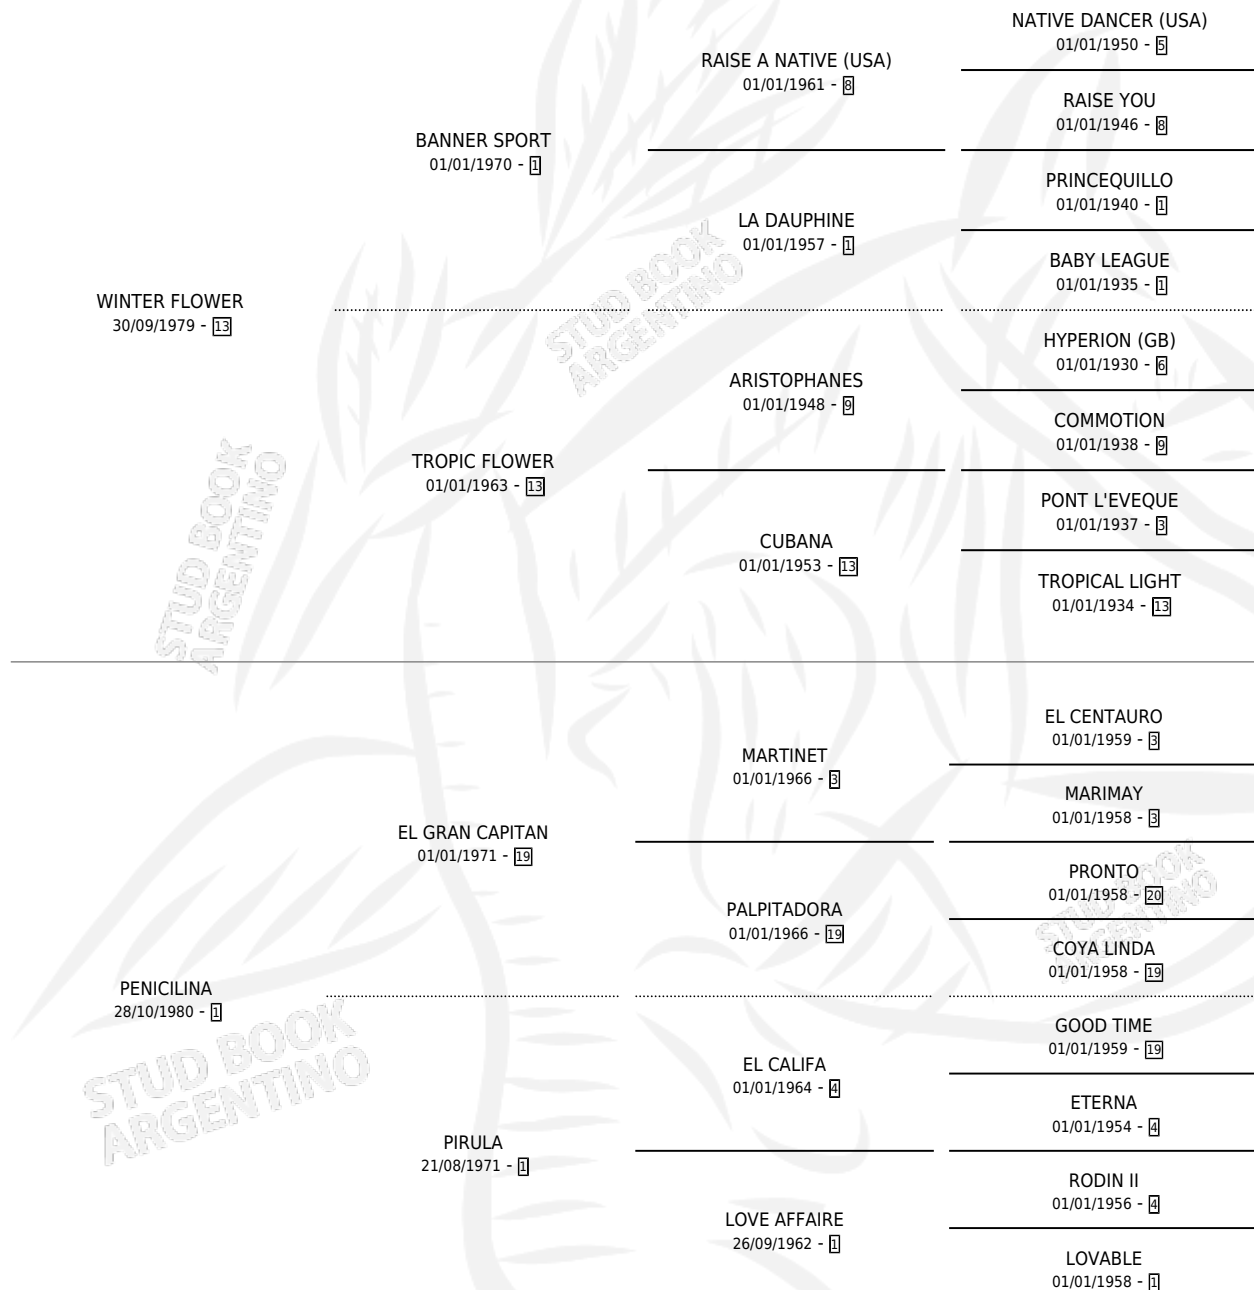 NATIVE DANCER (USA)
01/01/1950 - 5
RAISE A NATIVE (USA)
01/01/1961 - 8
RAISE YOU
01/01/1946 - 8
BANNER SPORT
01/01/1970 - 1
PRINCEQUILLO
01/01/1940 - 1
LA DAUPHINE
01/01/1957 - 1
BABY LEAGUE
01/01/1935 - 1
WINTER FLOWER
30/09/1979 - 13
HYPERION (GB)
01/01/1930 - 6
ARISTOPHANES
01/01/1948 - 9
COMMOTION
01/01/1938 - 9
TROPIC FLOWER
01/01/1963 - 13
PONT L'EVEQUE
01/01/1937 - 3
CUBANA
01/01/1953 - 13
TROPICAL LIGHT
01/01/1934 - 13
EL CENTAURO
01/01/1959 - 3
MARTINET
01/01/1966 - 3
MARIMAY
01/01/1958 - 3
EL GRAN CAPITAN
01/01/1971 - 19
PRONTO
01/01/1958 - 20
PALPITADORA
01/01/1966 - 19
COYA LINDA
01/01/1958 - 19
PENICILINA
28/10/1980 - 1
GOOD TIME
01/01/1959 - 19
EL CALIFA
01/01/1964 - 4
ETERNA
01/01/1954 - 4
PIRULA
21/08/1971 - 1
RODIN II
01/01/1956 - 4
LOVE AFFAIRE
26/09/1962 - 1
LOVABLE
01/01/1958 - 1
STUD BOOK
ARGENTINO
STUD BOOK
ARGENTINO
STUD BOOK
ARGENTINO
STUD BOOK
ARGENTINO